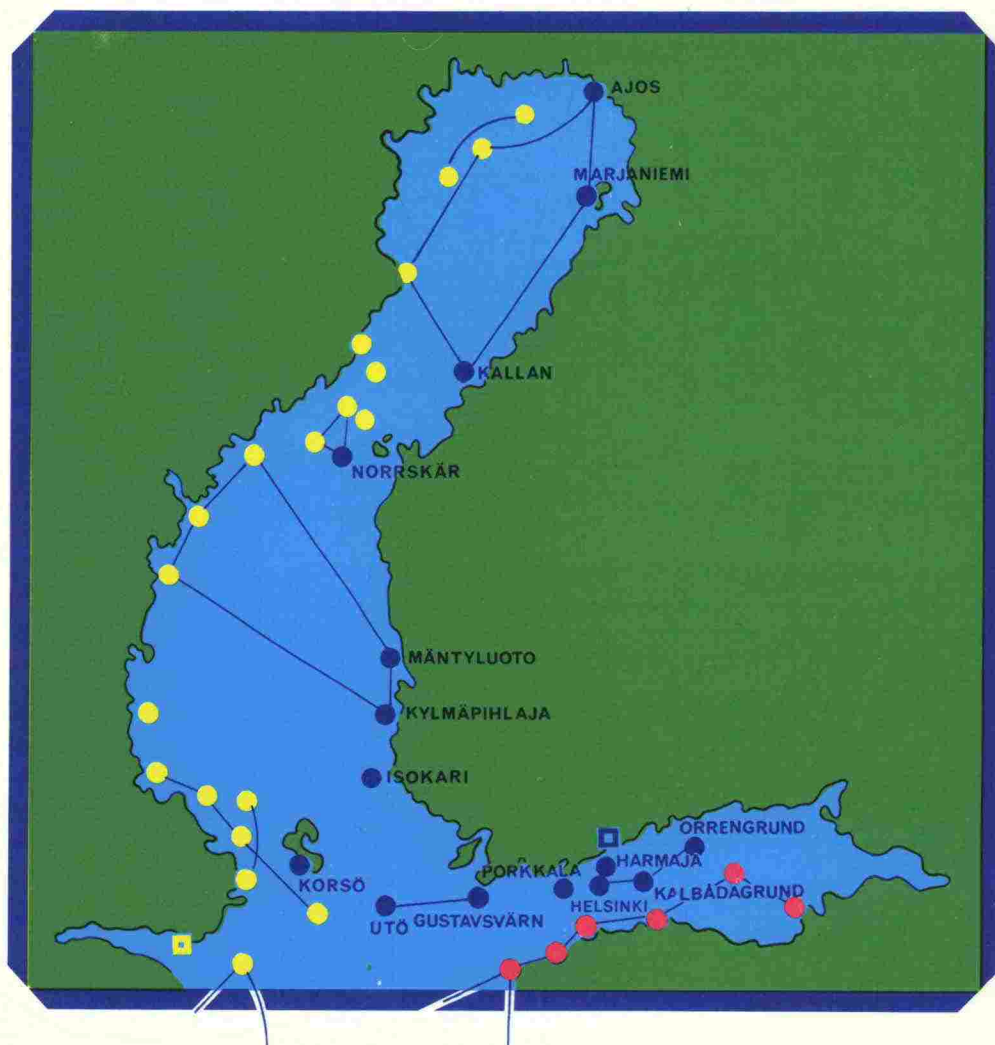 AJOS
MARJANIEMI
KALLAN
NORRSKÄR
MÄNTYLUOTO
KYLMÄPIHLAJA
ISOKARI
ORRENGRUND
PORKKALA
HARMAJA
KORSÖ
KALBÅDAGRUND
HELSINKI
UTÖ
GUSTAVSVÄRN